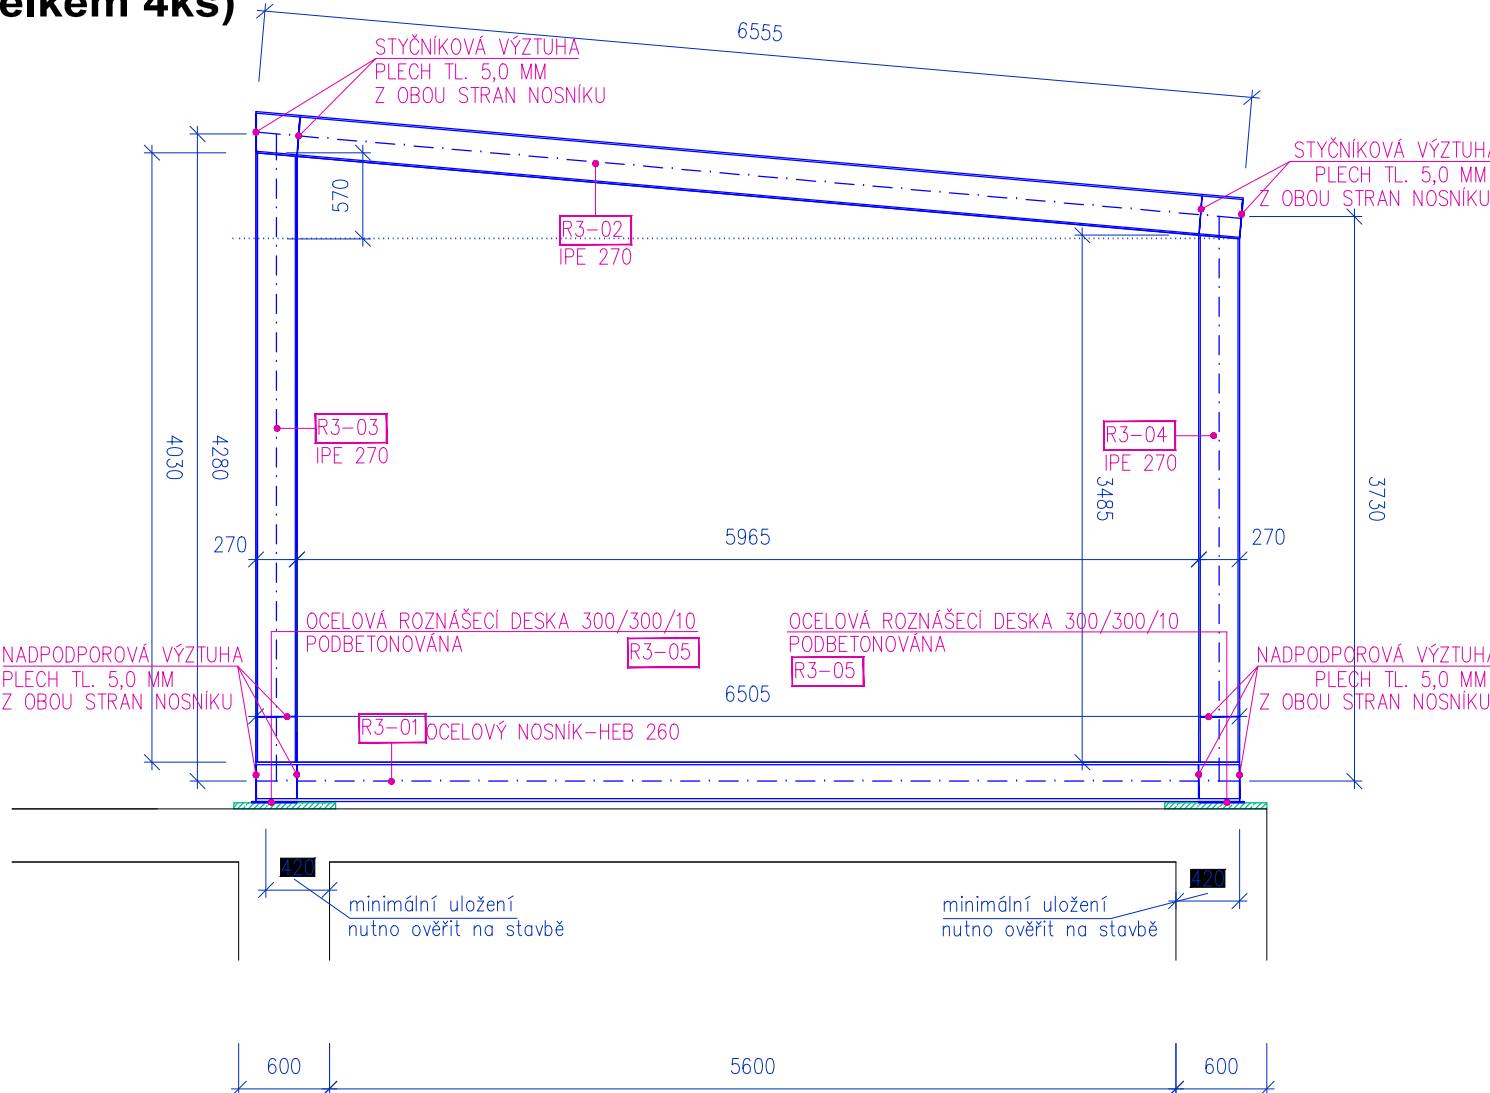 elkem 4ks)
6555
STYČNÍKOVÁ VÝZTUHA
PLECH TL. 5,0 MM
Z OBOU STRAN NOSNÍKU
STYČNÍKOVÁ VÝZTUHA
PLECH TL. 5,0 MM
Z OBOU STRAN NOSNÍKU
570
R3-02
IPE 270
R3-03
IPE 270
R3-04
IPE 270
4030
4280
3485
3730
270
5965
270
OCELOVÁ ROZNÁŠECÍ DESKA 300/300/10
PODBETONOVÁNA
R3-05
OCELOVÁ ROZNÁŠECÍ DESKA 300/300/10
PODBETONOVÁNA
R3-05
NADPODPOROVÁ VÝZTUHA
PLECH TL. 5,0 MM
Z OBOU STRAN NOSNÍKU
NADPODPOROVÁ VÝZTUHA
PLECH TL. 5,0 MM
Z OBOU STRAN NOSNÍKU
6505
R3-01 OCELOVÝ NOSNÍK-HEB 260
420
420
minimální uložení
nutno ověřit na stavbě
minimální uložení
nutno ověřit na stavbě
600
5600
600